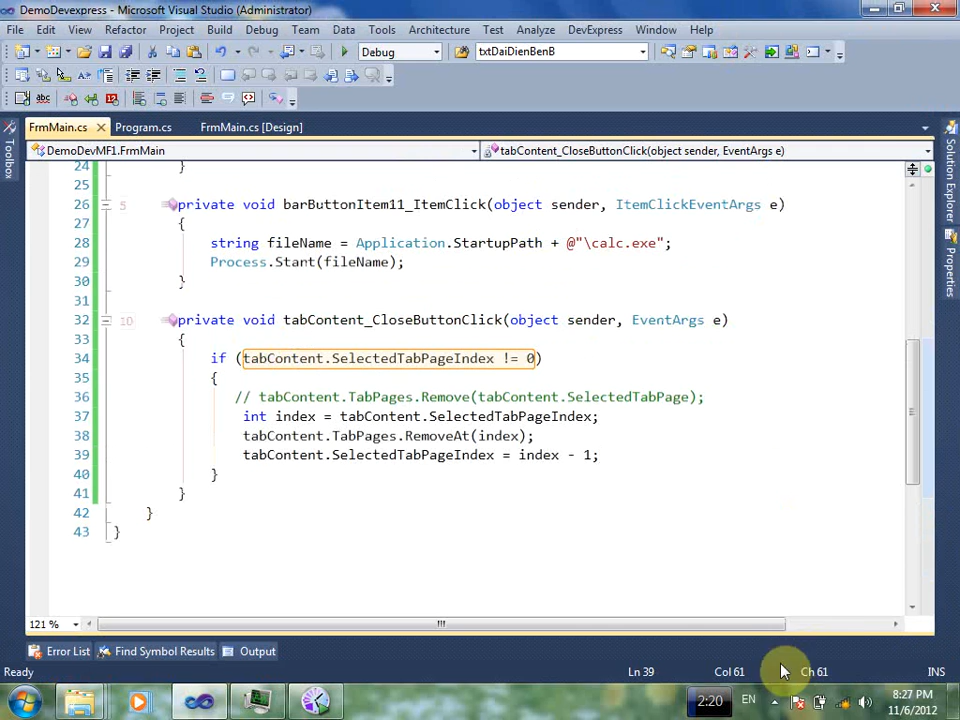 DemoDevexpress - Microsoft Visual Studio (Administrator)
File Edit View Refactor Project Build Debug Team Data Tools Architecture Test Analyze DevExpress Window Help
Debug txtDaiDienBenB
FrmMain.cs Program.cs FrmMain.cs [Design]
DemoDevMF1.FrmMain tabContent_CloseButtonClick(object sender, EventArgs e)
24 }
25
26 5 private void barButtonItem11_ItemClick(object sender, ItemClickEventArgs e)
27 {
28 string fileName = Application.StartupPath + @"\calc.exe";
29 Process.Start(fileName);
30 }
31
32 10 private void tabContent_CloseButtonClick(object sender, EventArgs e)
33 {
34 if (tabContent.SelectedTabPageIndex != 0)
35 {
36 // tabContent.TabPages.Remove(tabContent.SelectedTabPage);
37 int index = tabContent.SelectedTabPageIndex;
38 tabContent.TabPages.RemoveAt(index);
39 tabContent.SelectedTabPageIndex = index - 1;
40 }
41 }
42 }
43 }
121 %
Error List Find Symbol Results Output
Ready Ln 39 Col 61 Ch 61 INS
2:20 EN 8:27 PM
11/6/2012
Toolbox
Solution Explorer
Properties